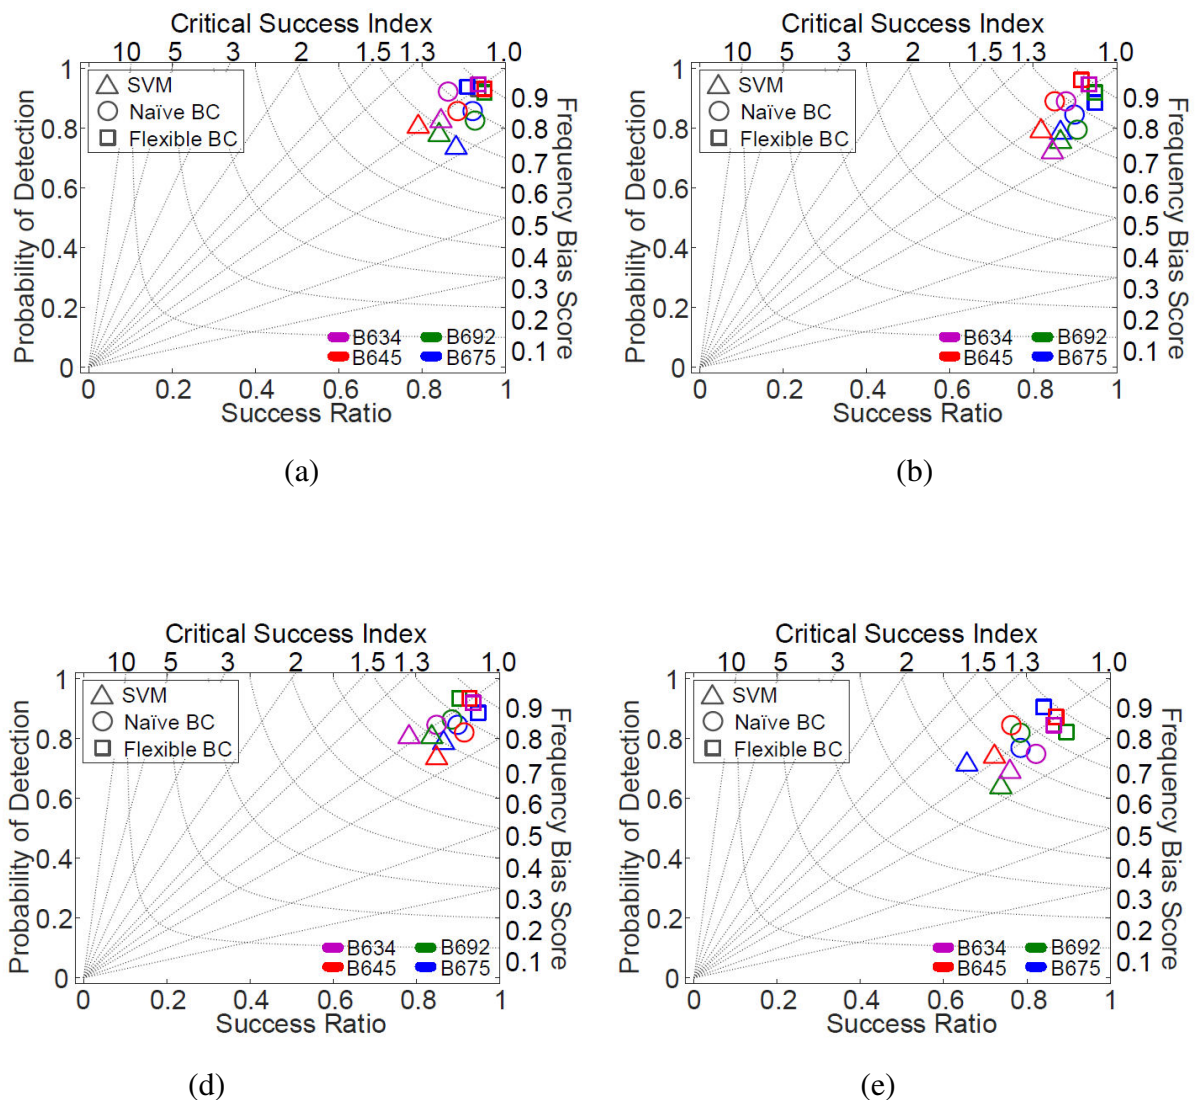 Critical Success Index
10 5 3 2 1.5 1.3 1.0
Probability of Detection
1
0.8
0.6
0.4
0.2
0
SVM
Naïve BC
Flexible BC
B634 B692
B645 B675
0.9
0.8
0.7
0.6
0.5
0.4
0.3
0.2
0.1
Frequency Bias Score
0 0.2 0.4 0.6 0.8 1
Success Ratio
(a)
Critical Success Index
10 5 3 2 1.5 1.3 1.0
Probability of Detection
1
0.8
0.6
0.4
0.2
0
SVM
Naïve BC
Flexible BC
B634 B692
B645 B675
0.9
0.8
0.7
0.6
0.5
0.4
0.3
0.2
0.1
Frequency Bias Score
0 0.2 0.4 0.6 0.8 1
Success Ratio
(b)
Critical Success Index
10 5 3 2 1.5 1.3 1.0
Probability of Detection
1
0.8
0.6
0.4
0.2
0
SVM
Naïve BC
Flexible BC
B634 B692
B645 B675
0.9
0.8
0.7
0.6
0.5
0.4
0.3
0.2
0.1
Frequency Bias Score
0 0.2 0.4 0.6 0.8 1
Success Ratio
(d)
Critical Success Index
10 5 3 2 1.5 1.3 1.0
Probability of Detection
1
0.8
0.6
0.4
0.2
0
SVM
Naïve BC
Flexible BC
B634 B692
B645 B675
0.9
0.8
0.7
0.6
0.5
0.4
0.3
0.2
0.1
Frequency Bias Score
0 0.2 0.4 0.6 0.8 1
Success Ratio
(e)